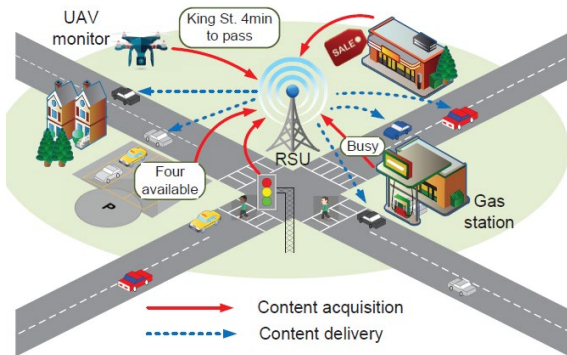 UAV
monitor
King St. 4min
to pass
SALE
RSU
Busy
Four
available
P
Gas
station
Content acquisition
Content delivery